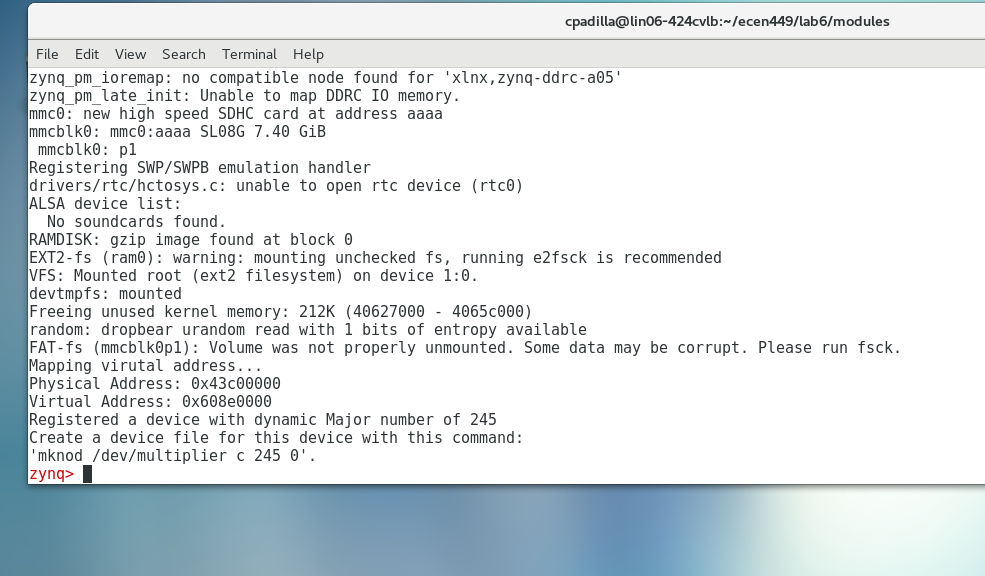 cpadilla@lin06-424cvlb:~/ecen449/lab6/modules
File Edit View Search Terminal Help
zynq_pm_ioremap: no compatible node found for 'xlnx,zynq-ddrc-a05'
zynq_pm_late_init: Unable to map DDRC IO memory.
mmc0: new high speed SDHC card at address aaaa
mmcblk0: mmc0:aaaa SL08G 7.40 GiB
 mmcblk0: p1
Registering SWP/SWPB emulation handler
drivers/rtc/hctosys.c: unable to open rtc device (rtc0)
ALSA device list:
  No soundcards found.
RAMDISK: gzip image found at block 0
EXT2-fs (ram0): warning: mounting unchecked fs, running e2fsck is recommended
VFS: Mounted root (ext2 filesystem) on device 1:0.
devtmpfs: mounted
Freeing unused kernel memory: 212K (40627000 - 4065c000)
random: dropbear urandom read with 1 bits of entropy available
FAT-fs (mmcblk0p1): Volume was not properly unmounted. Some data may be corrupt. Please run fsck.
Mapping virutal address...
Physical Address: 0x43c00000
Virtual Address: 0x608e0000
Registered a device with dynamic Major number of 245
Create a device file for this device with this command:
'mknod /dev/multiplier c 245 0'.
zynq>